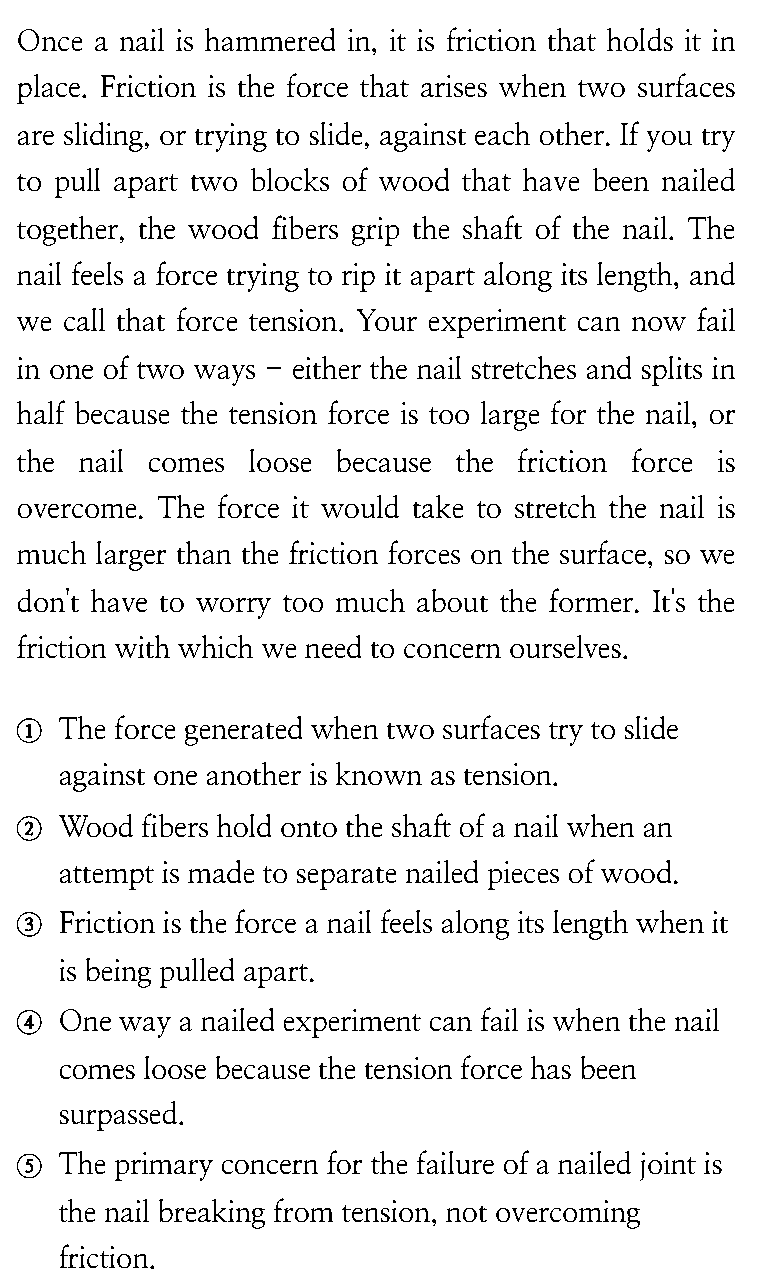 Once a nail is hammered in, it is friction that holds it in
place. Friction is the force that arises when two surfaces
are sliding, or trying to slide, against each other. If you try
to pull apart two blocks of wood that have been nailed
together, the wood fibers grip the shaft of the nail. The
nail feels a force trying to rip it apart along its length, and
we call that force tension. Your experiment can now fail
in one of two ways – either the nail stretches and splits in
half because the tension force is too large for the nail, or
the nail comes loose because the friction force is
overcome. The force it would take to stretch the nail is
much larger than the friction forces on the surface, so we
don't have to worry too much about the former. It's the
friction with which we need to concern ourselves.
① The force generated when two surfaces try to slide
against one another is known as tension.
② Wood fibers hold onto the shaft of a nail when an
attempt is made to separate nailed pieces of wood.
③ Friction is the force a nail feels along its length when it
is being pulled apart.
④ One way a nailed experiment can fail is when the nail
comes loose because the tension force has been
surpassed.
⑤ The primary concern for the failure of a nailed joint is
the nail breaking from tension, not overcoming
friction.